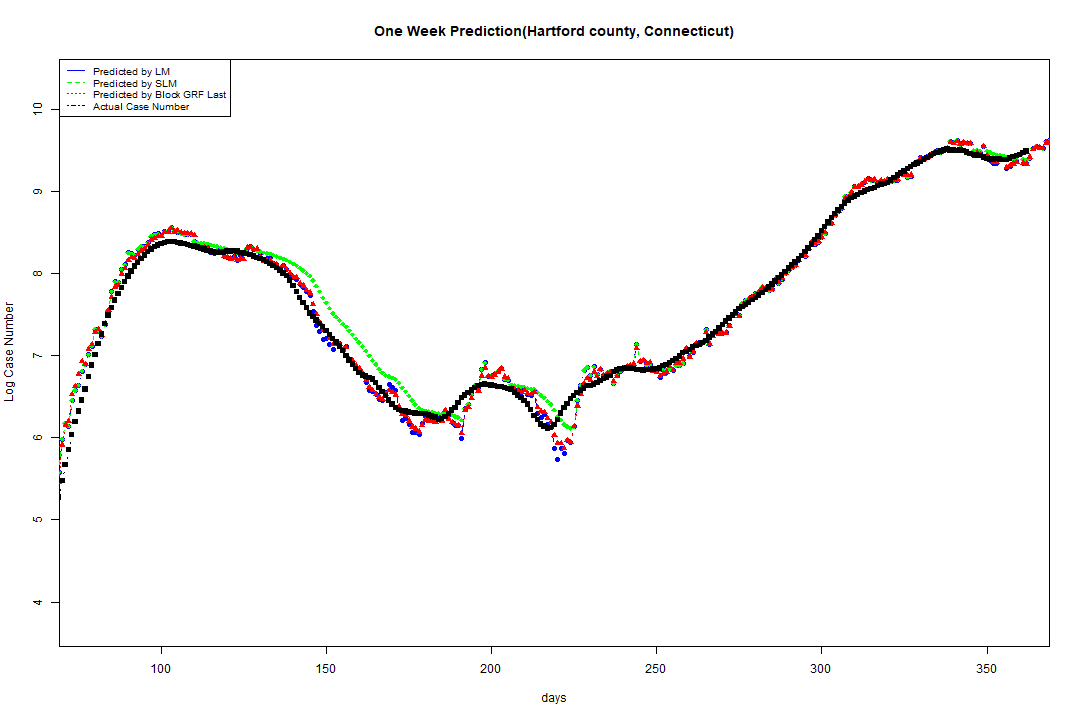 One Week Prediction(Hartford county, Connecticut)
Predicted by LM
Predicted by SLM
Predicted by Block GRF Last
Actual Case Number
10
9
8
7
6
5
4
Log Case Number
100 150 200 250 300 350
days